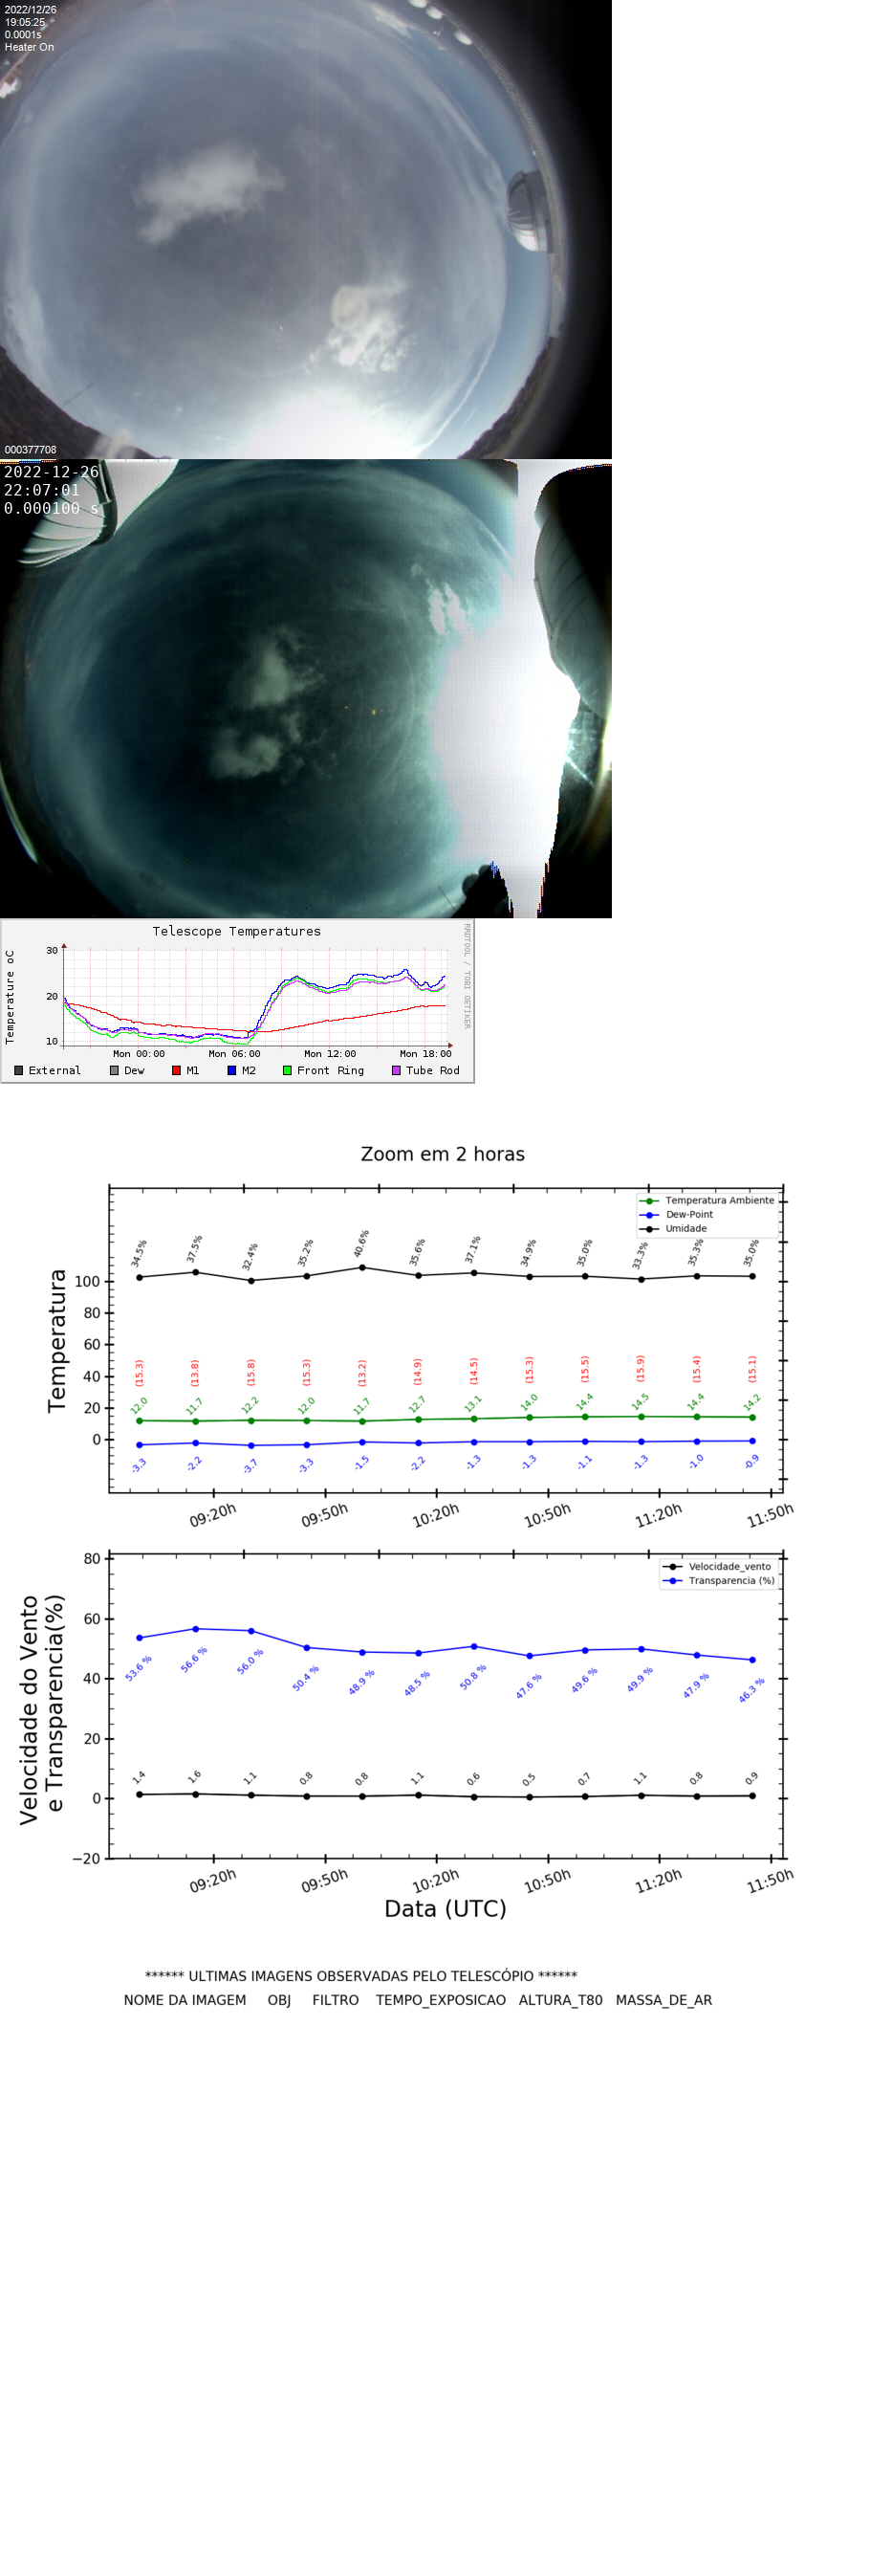 2022/12/26
19:05:25
0.0001s
Heater On
000377708
2022-12-26
22:07:01
0.000100 s
Telescope Temperatures
RRDTOOL / TOBI OETIKER
Temperature oC
30
20
10
Mon 00:00 Mon 06:00 Mon 12:00 Mon 18:00
External Dew M1 M2 Front Ring Tube Rod
Zoom em 2 horas
Temperatura Ambiente
Dew-Point
Umidade
34.5% 37.5% 32.4% 35.2% 40.6% 35.6% 37.1% 34.9% 35.0% 33.3% 35.3% 35.0%
Temperatura
100
80
60
40
20
0
(15.3) (13.8) (15.8) (15.3) (13.2) (14.9) (14.5) (15.3) (15.5) (15.9) (15.4) (15.1)
12.0 11.7 12.2 12.0 11.7 12.7 13.1 14.0 14.4 14.5 14.4 14.2
-3.3 -2.2 -3.7 -3.3 -1.5 -2.2 -1.3 -1.3 -1.1 -1.3 -1.0 -0.9
09:20h 09:50h 10:20h 10:50h 11:20h 11:50h
Velocidade do Vento
e Transparencia(%)
80
60
40
20
0
−20
Velocidade_vento
Transparencia (%)
53.6 % 56.6 % 56.0 % 50.4 % 48.9 % 48.5 % 50.8 % 47.6 % 49.6 % 49.9 % 47.9 % 46.3 %
1.4 1.6 1.1 0.8 0.8 1.1 0.6 0.5 0.7 1.1 0.8 0.9
09:20h 09:50h 10:20h 10:50h 11:20h 11:50h
Data (UTC)
****** ULTIMAS IMAGENS OBSERVADAS PELO TELESCÓPIO ******
NOME DA IMAGEM OBJ FILTRO TEMPO_EXPOSICAO ALTURA_T80 MASSA_DE_AR